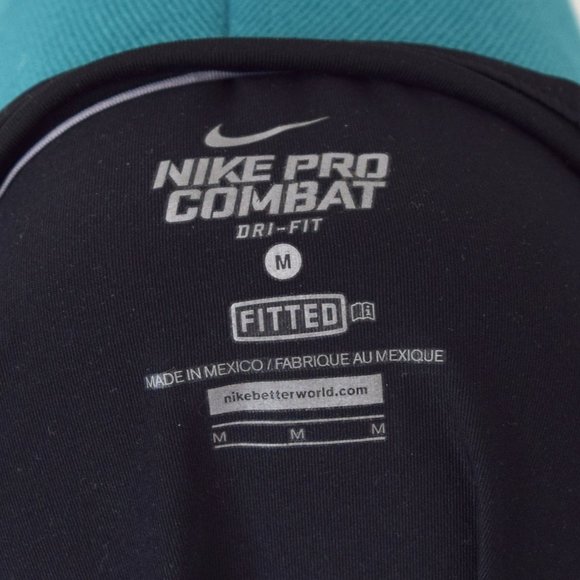 NIKE PRO
COMBAT
DRI-FIT
M
FITTED
MADE IN MEXICO / FABRIQUE AU MEXIQUE
nikebetterworld.com
M M M